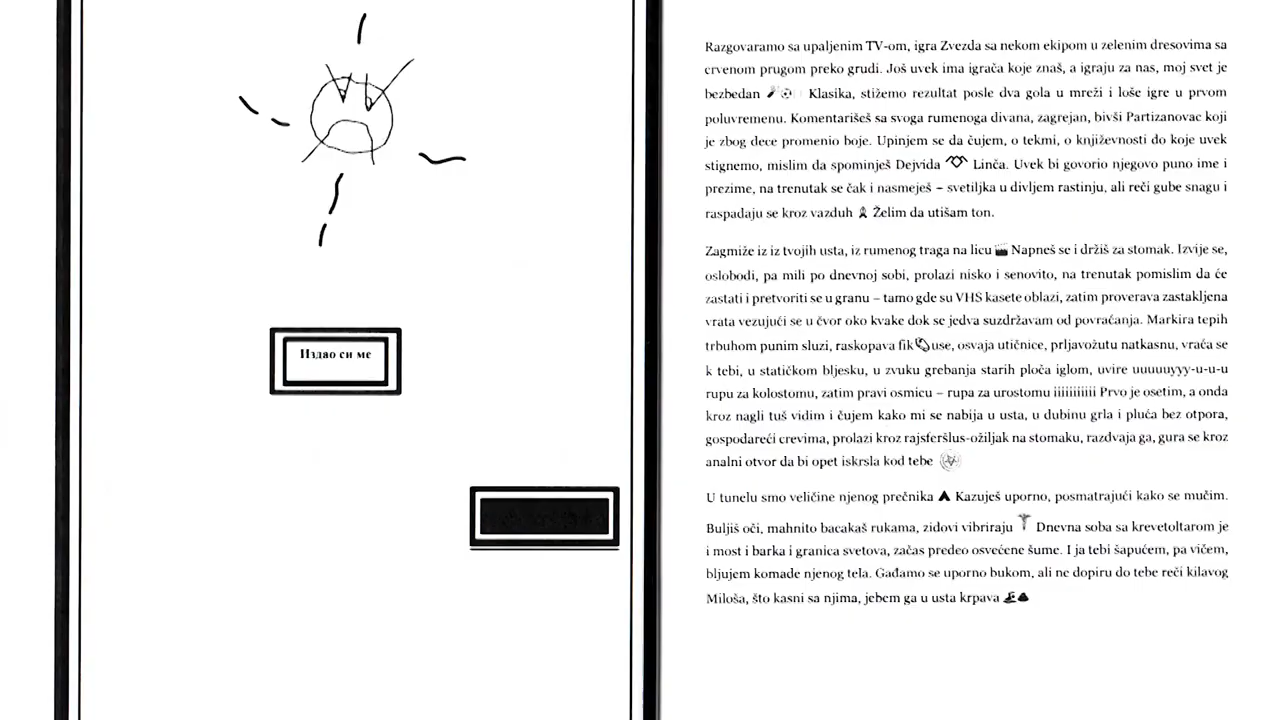 Издао си ме
Razgovaramo sa upaljenim TV-om, igra Zvezda sa nekom ekipom u zelenim dresovima sa
crvenom prugom preko grudi. Još uvek ima igrača koje znaš, a igraju za nas, moj svet je
bezbedan Klasika, stižemo rezultat posle dva gola u mreži i loše igre u prvom
poluvremenu. Komentarišeš sa svoga rumenoga divana, zagrejan, bivši Partizanovac koji
je zbog dece promenio boje. Upinjem se da čujem, o tekmi, o književnosti do koje uvek
stignemo, mislim da spominješ Dejvida Linča. Uvek bi govorio njegovo puno ime i
prezime, na trenutak se čak i nasmeješ – svetiljka u divljem rastinju, ali reči gube snagu i
raspadaju se kroz vazduh Želim da utišam ton.
Zagmiže iz iz tvojih usta, iz rumenog traga na licu Napneš se i držiš za stomak. Izvije se,
oslobodi, pa mili po dnevnoj sobi, prolazi nisko i senovito, na trenutak pomislim da će
zastati i pretvoriti se u granu – tamo gde su VHS kasete oblazi, zatim proverava zastakljena
vrata vezujući se u čvor oko kvake dok se jedva suzdržavam od povraćanja. Markira tepih
trbuhom punim sluzi, raskopava fikuse, osvaja utičnice, prljavožutu natkasnu, vraća se
k tebi, u statičkom bljesku, u zvuku grebanja starih ploča iglom, uvire uuuuuyyy-u-u-u
rupu za kolostomu, zatim pravi osmicu – rupa za urostomu iiiiiiiiiii Prvo je osetim, a onda
kroz nagli tuš vidim i čujem kako mi se nabija u usta, u dubinu grla i pluća bez otpora,
gospodareći crevima, prolazi kroz rajsferšlus-ožiljak na stomaku, razdvaja ga, gura se kroz
analni otvor da bi opet iskrsla kod tebe
U tunelu smo veličine njenog prečnika Kazuješ uporno, posmatrajući kako se mučim.
Buljiš oči, mahnito bacakaš rukama, zidovi vibriraju Dnevna soba sa krevetoltarom je
i most i barka i granica svetova, začas predeo osvećene šume. I ja tebi šapućem, pa vičem,
bljujem komade njenog tela. Gađamo se uporno bukom, ali ne dopiru do tebe reči kilavog
Miloša, što kasni sa njima, jebem ga u usta krpava